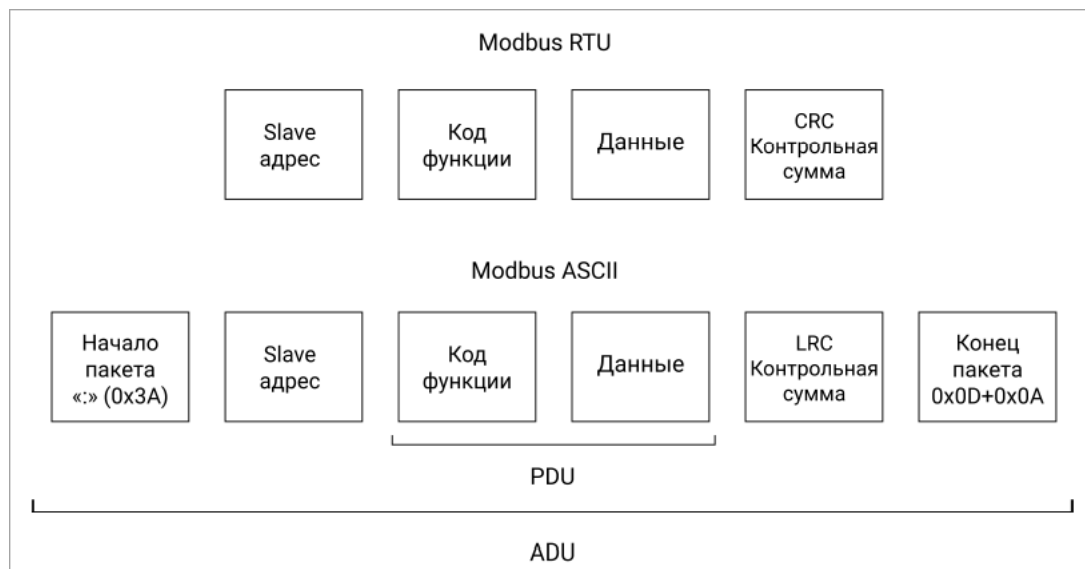 Modbus RTU
Slave
адрес
Код
функции
Данные
CRC
Контрольная
сумма
Modbus ASCII
Начало
пакета
«:» (0x3A)
Slave
адрес
Код
функции
Данные
LRC
Контрольная
сумма
Конец
пакета
0x0D+0x0A
PDU
ADU